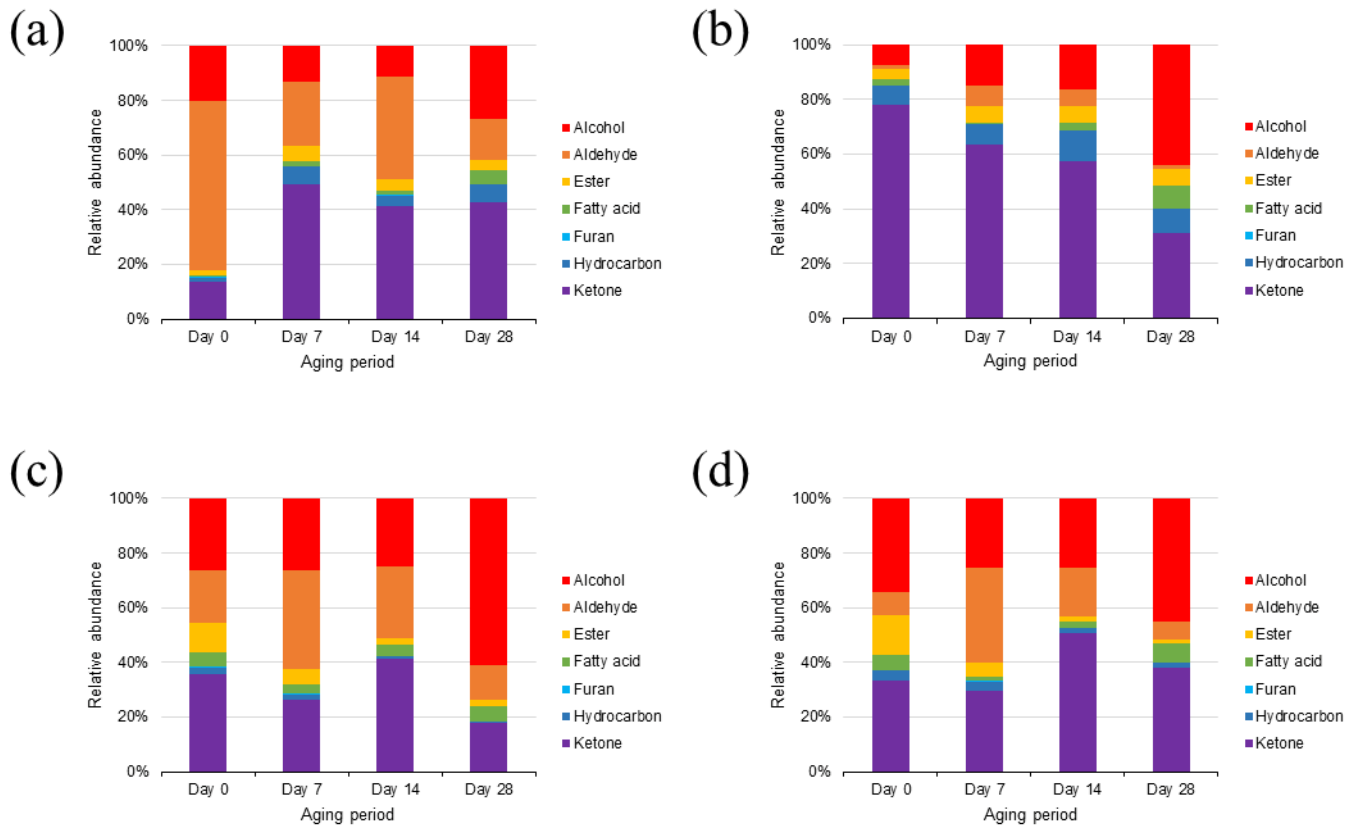 (a)
100%
80%
60%
40%
20%
0%
Relative abundance
Day 0 Day 7 Day 14 Day 28
Aging period
Alcohol
Aldehyde
Ester
Fatty acid
Furan
Hydrocarbon
Ketone
(b)
100%
80%
60%
40%
20%
0%
Relative abundance
Day 0 Day 7 Day 14 Day 28
Aging period
Alcohol
Aldehyde
Ester
Fatty acid
Furan
Hydrocarbon
Ketone
(c)
100%
80%
60%
40%
20%
0%
Relative abundance
Day 0 Day 7 Day 14 Day 28
Aging period
Alcohol
Aldehyde
Ester
Fatty acid
Furan
Hydrocarbon
Ketone
(d)
100%
80%
60%
40%
20%
0%
Relative abundance
Day 0 Day 7 Day 14 Day 28
Aging period
Alcohol
Aldehyde
Ester
Fatty acid
Furan
Hydrocarbon
Ketone